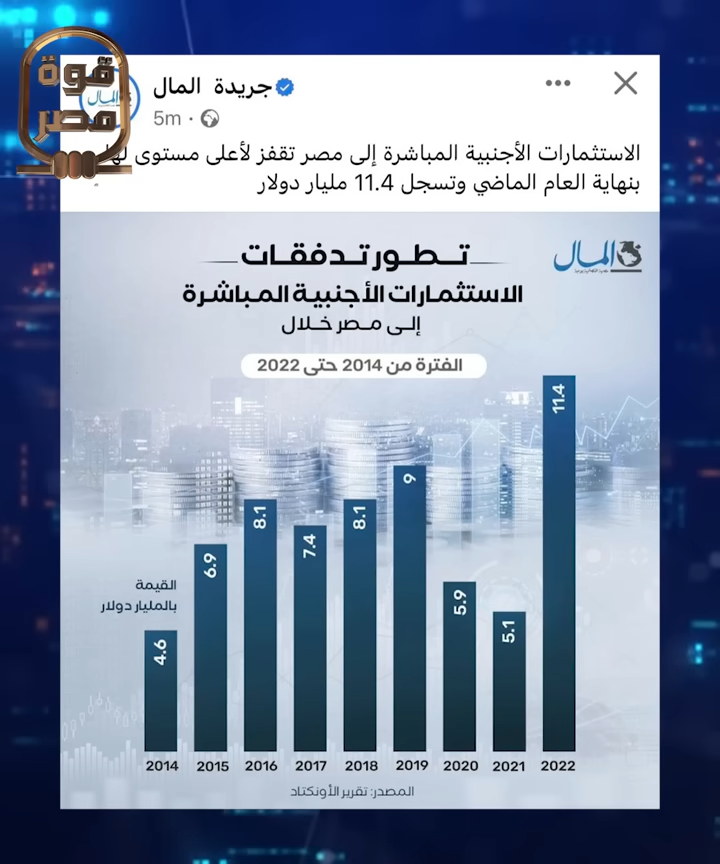 قوة
مصر
المال
جريدة المال
5m
الاستثمارات الأجنبية المباشرة إلى مصر تقفز لأعلى مستوى لها
بنهاية العام الماضي وتسجل 11.4 مليار دولار
المال
تطور تدفقات
الاستثمارات الأجنبية المباشرة
إلى مصر خلال
الفترة من 2014 حتى 2022
القيمة
بالمليار دولار
4.6
6.9
8.1
7.4
8.1
9
5.9
5.1
11.4
2014 2015 2016 2017 2018 2019 2020 2021 2022
المصدر: تقرير الأونكتاد